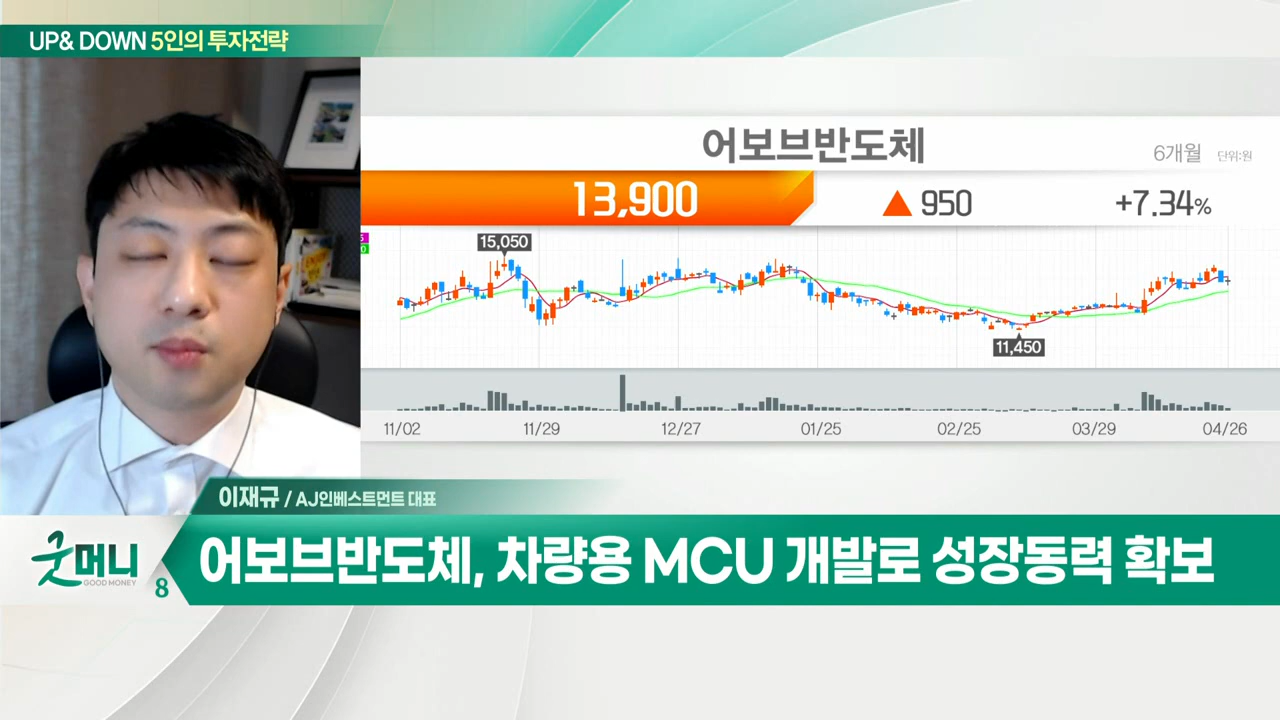 UP& DOWN 5인의 투자전략
어보브반도체
6개월 단위:원
13,900 ▲ 950 +7.34%
15,050
11,450
11/02 11/29 12/27 01/25 02/25 03/29 04/26
이재규 / AJ인베스트먼트 대표
굿머니
GOOD MONEY
8
어보브반도체, 차량용 MCU 개발로 성장동력 확보